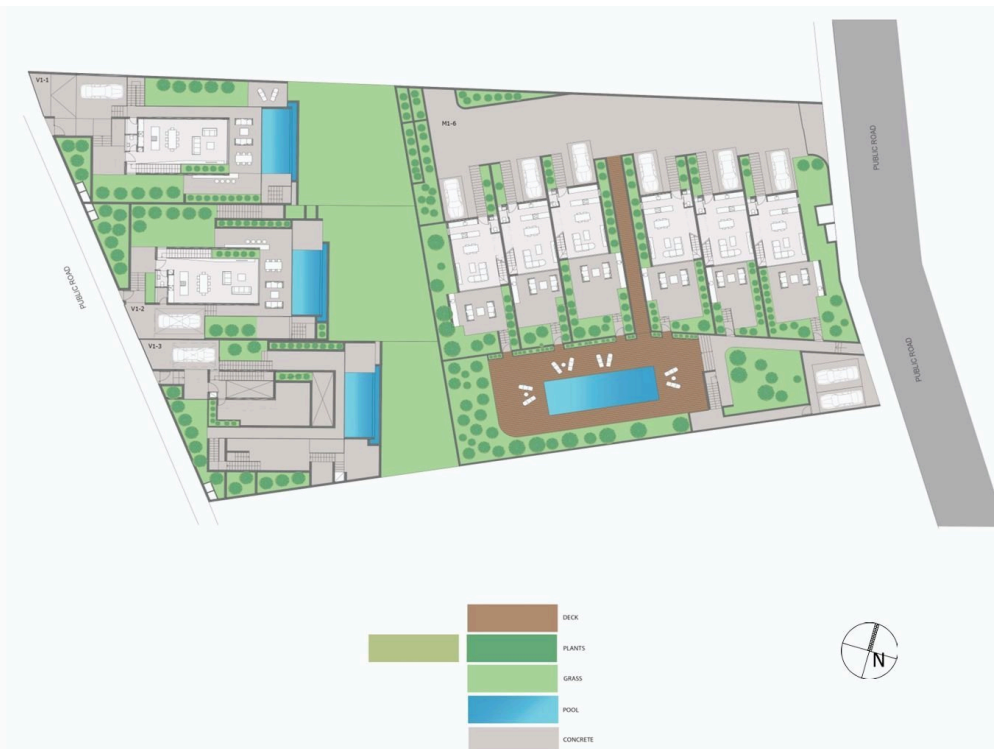 V1-1
M1-6
PUBLIC ROAD
PUBLIC ROAD
V1-2
V1-3
PUBLIC ROAD
DECK
PLANTS
GRASS
POOL
CONCRETE
N